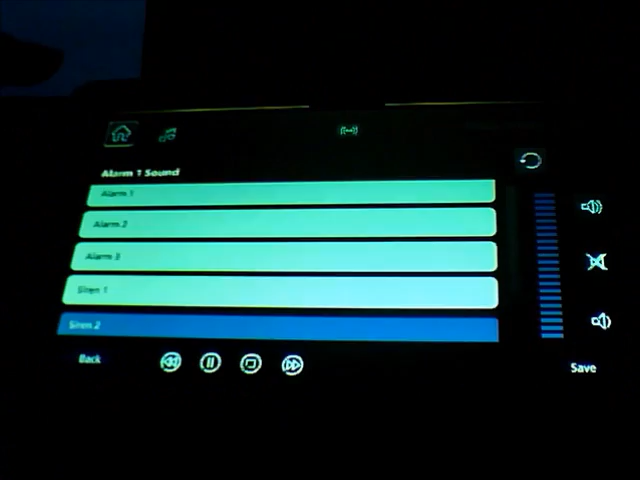 Alarm 1 Sound
Alarm 1
Alarm 2
Alarm 3
Siren 1
Siren 2
Back
Save